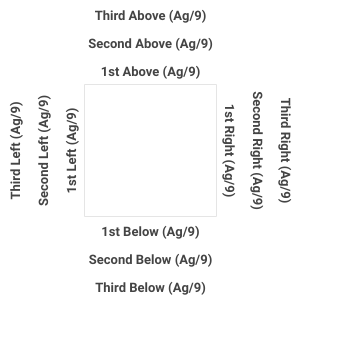 Third Above (Ag/9)
Second Above (Ag/9)
1st Above (Ag/9)
Third Left (Ag/9)
Second Left (Ag/9)
1st Left (Ag/9)
1st Right (Ag/9)
Second Right (Ag/9)
Third Right (Ag/9)
1st Below (Ag/9)
Second Below (Ag/9)
Third Below (Ag/9)